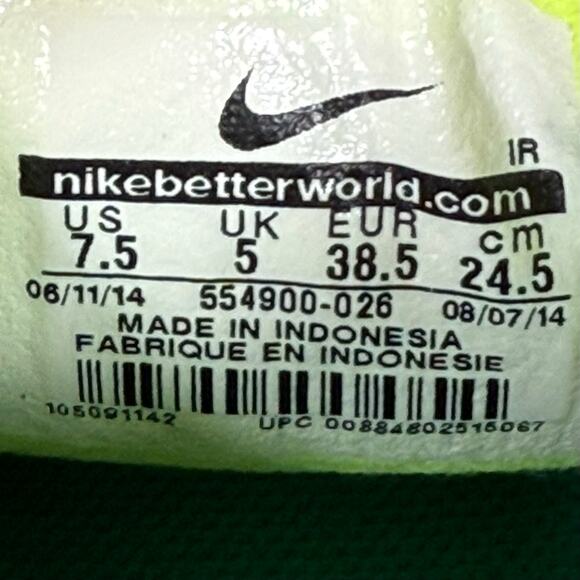 IR
nikebetterworld.com
US UK EUR cm
7.5 5 38.5 24.5
06/11/14 554900-026 08/07/14
MADE IN INDONESIA
FABRIQUE EN INDONESIE
105091142 UPC 00884802515067